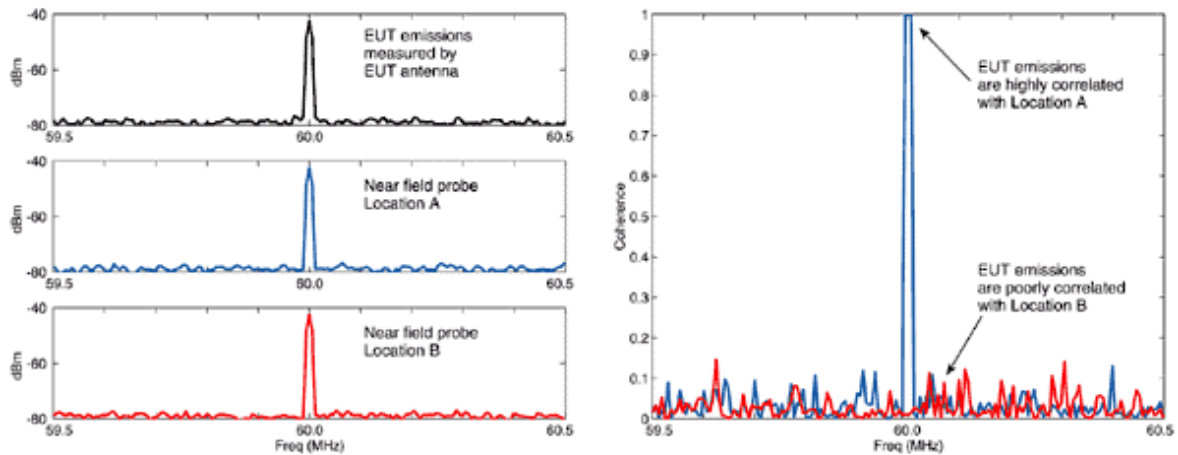 -40
-60
-80
dBm
EUT emissions
measured by
EUT antenna
59.5
60.0
60.5
-40
-60
-80
dBm
Near field probe
Location A
59.5
60.0
60.5
-40
-60
-80
dBm
Near field probe
Location B
59.5
60.0
60.5
Freq (MHz)
1
0.9
0.8
0.7
0.6
0.5
0.4
0.3
0.2
0.1
0
Coherence
EUT emissions
are highly correlated
with Location A
EUT emissions
are poorly correlated
with Location B
59.5
60.0
60.5
Freq (MHz)